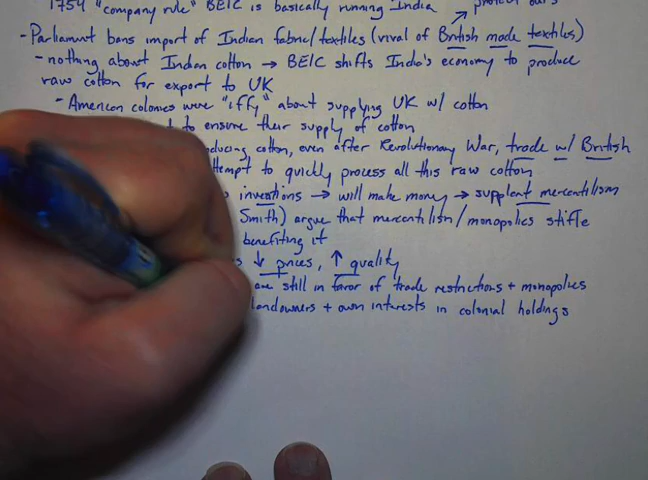 1754 "company rule" BEIC is basically running India
-Parliament bans import of Indian fabric/textiles (rival of British made textiles)
-nothing about Indian cotton → BEIC shifts India's economy to produce
raw cotton for export to UK
-American colonies were "iffy" about supplying UK w/ cotton
to ensure their supply of cotton
cotton, even after Revolutionary War, trade w/ British
to quickly process all this raw cotton
inventions → will make money → supplant mercantilism
Smith) argue that mercantilism/monopolies stifle
benefiting it
↓ prices, ↑ quality
are still in favor of trade restrictions + monopolies
landowners + own interests in colonial holdings